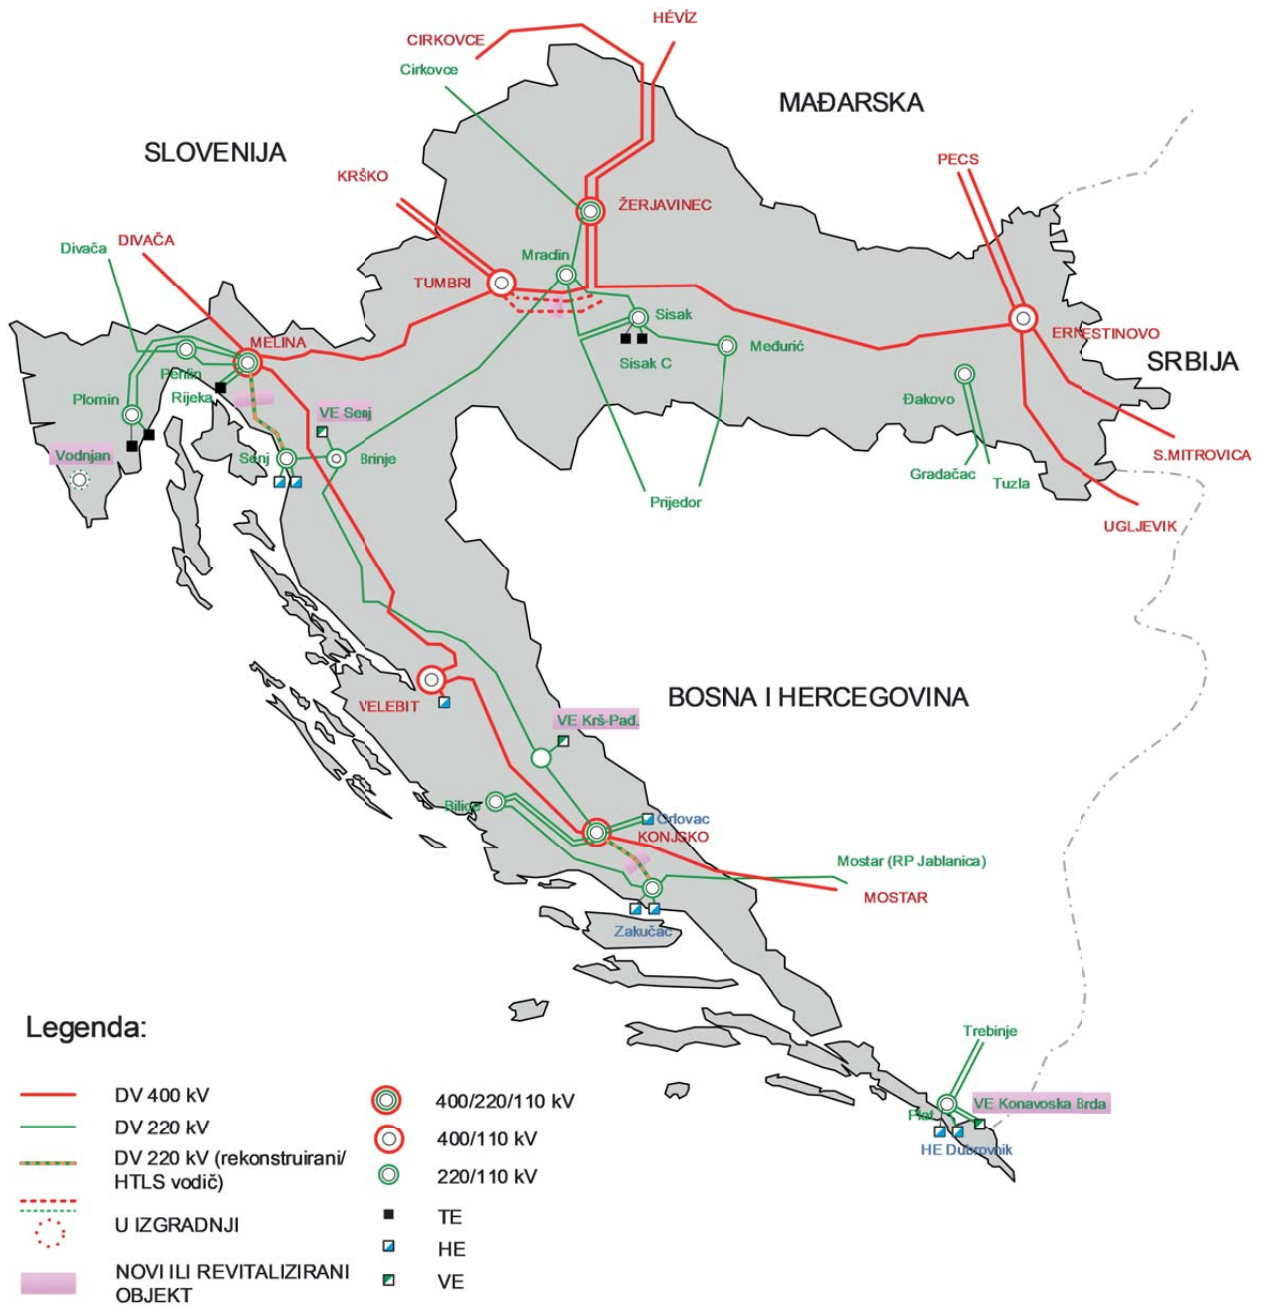 HÉVÍZ
CIRKOVCE
Cirkovce
MAĐARSKA
SLOVENIJA
PECS
KRŠKO
ŽERJAVINEC
DIVAČA
Divača
Mraclin
TUMBRI
Sisak
ERNESTINOVO
MELINA
Međurić
SRBIJA
Sisak C
Pehlin
Rijeka
Plomin
Đakovo
VE Senj
S.MITROVICA
Vodnjan
Senj
Brinje
Gradačac
Tuzla
Prijedor
UGLJEVIK
BOSNA I HERCEGOVINA
VELEBIT
VE Krš-Pađ.
Bilice
Orlovac
KONJSKO
Mostar (RP Jablanica)
MOSTAR
Zakučac
Legenda:
Trebinje
DV 400 kV
400/220/110 kV
VE Konavoska Brda
Plat
DV 220 kV
400/110 kV
HE Dubrovnik
DV 220 kV (rekonstruirani/
HTLS vodič)
220/110 kV
U IZGRADNJI
TE
HE
NOVI ILI REVITALIZIRANI
OBJEKT
VE